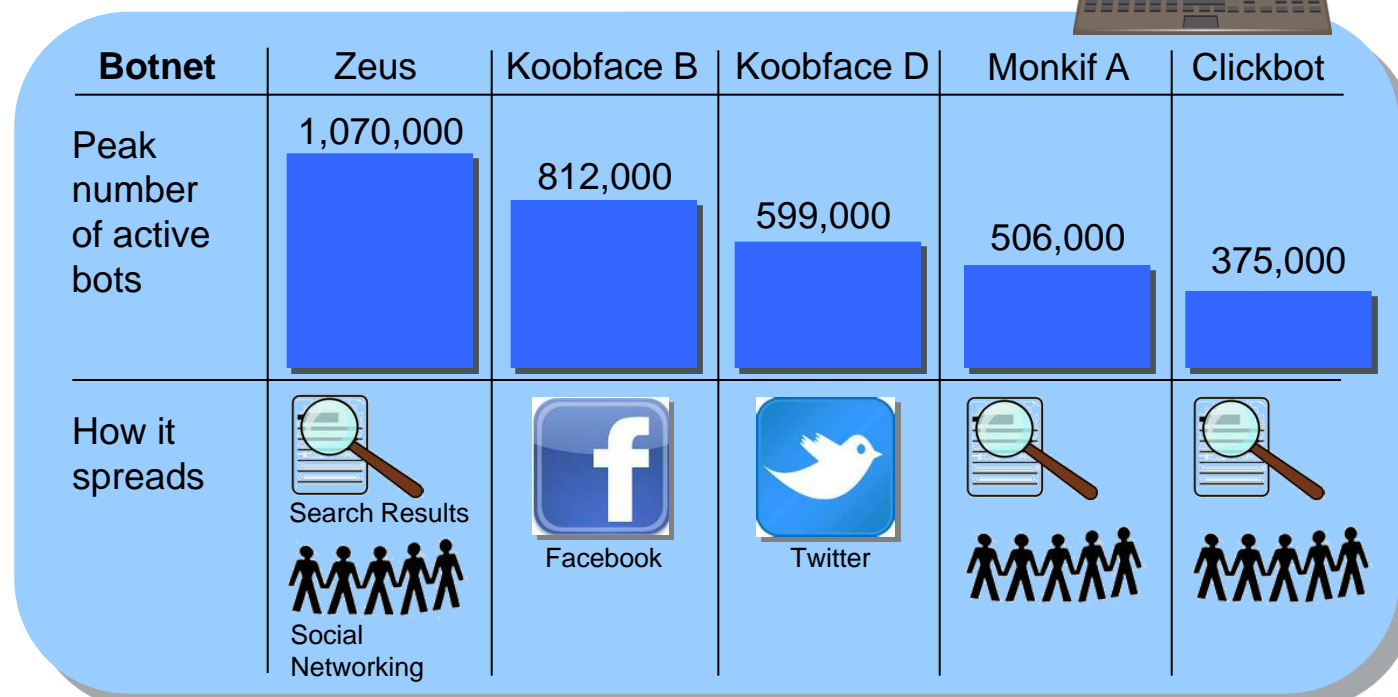 Botnet Zeus Koobface B Koobface D Monkif A Clickbot
Peak
number
of active
bots
1,070,000
812,000
599,000
506,000
375,000
How it
spreads
Search Results
Social
Networking
f
Facebook
Twitter